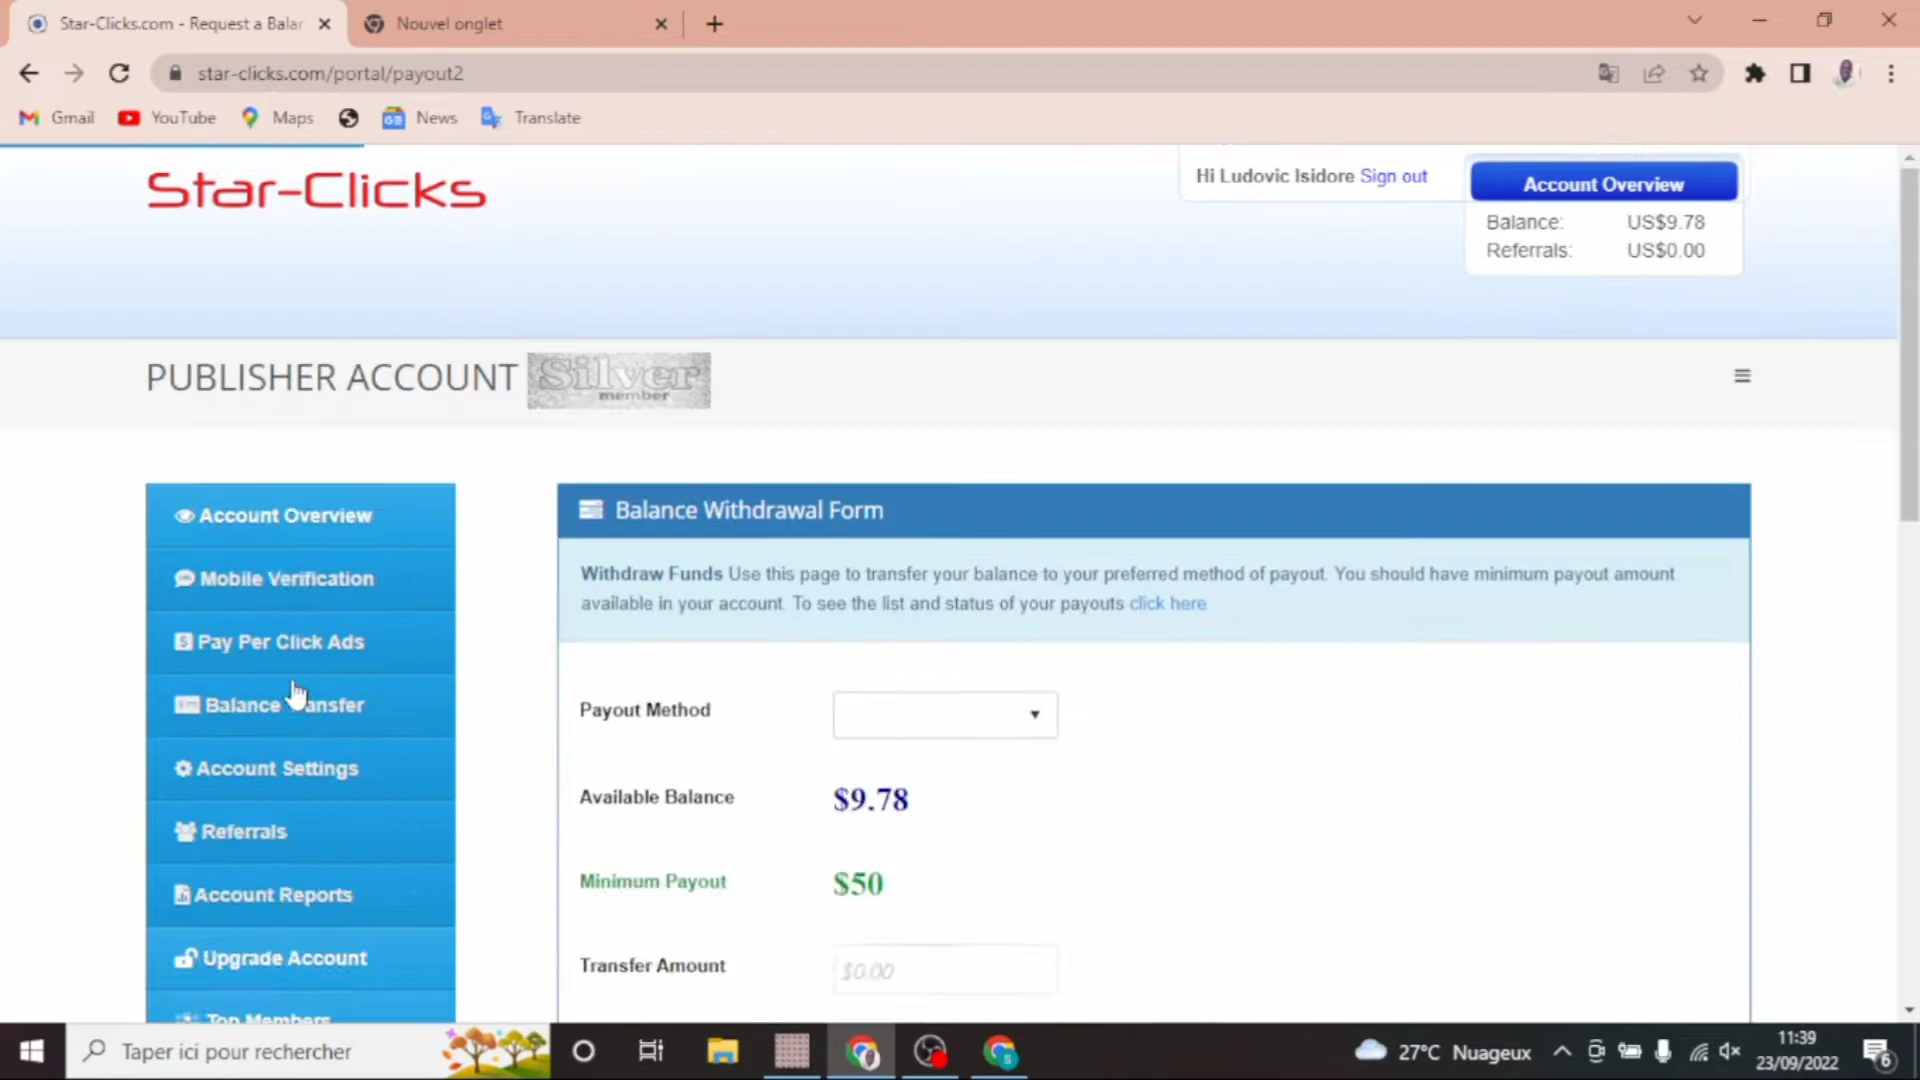 Star-Clicks.com - Request a Balar
Nouvel onglet
star-clicks.com/portal/payout2
Gmail
YouTube
Maps
News
Translate
Star-Clicks
Hi Ludovic Isidore Sign out
Account Overview
Balance: US$9.78
Referrals: US$0.00
PUBLISHER ACCOUNT
Silver
member
Account Overview
Mobile Verification
Pay Per Click Ads
Balance ansfer
Account Settings
Referrals
Account Reports
Upgrade Account
Top Members
Balance Withdrawal Form
Withdraw Funds Use this page to transfer your balance to your preferred method of payout. You should have minimum payout amount
available in your account. To see the list and status of your payouts click here
Payout Method
Available Balance $9.78
Minimum Payout $50
Transfer Amount $0.00
Taper ici pour rechercher
27°C Nuageux
11:39
23/09/2022
6